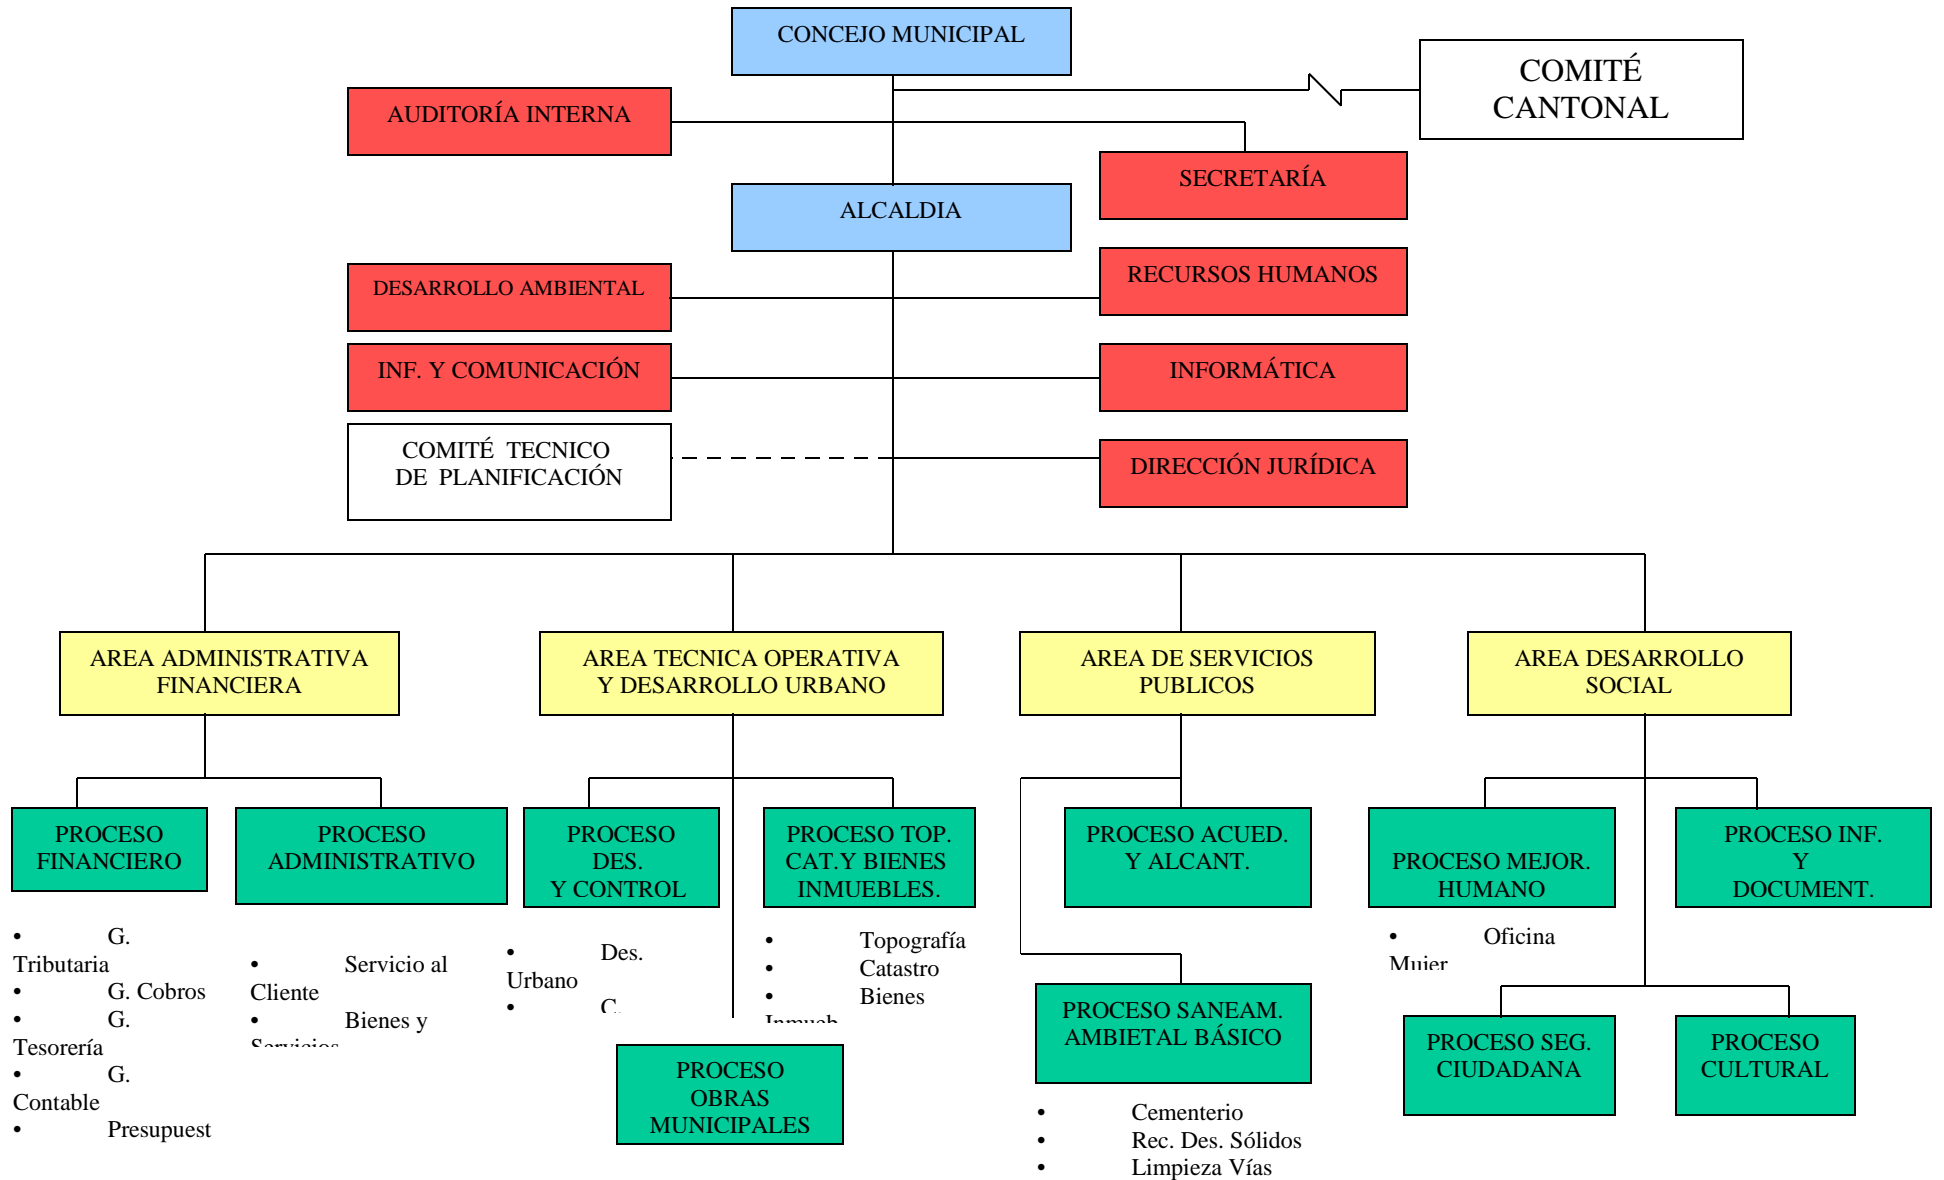 CONCEJO MUNICIPAL
COMITÉ
CANTONAL
AUDITORÍA INTERNA
SECRETARÍA
ALCALDIA
DESARROLLO AMBIENTAL
RECURSOS HUMANOS
INF. Y COMUNICACIÓN
INFORMÁTICA
COMITÉ TECNICO
DE PLANIFICACIÓN
DIRECCIÓN JURÍDICA
AREA ADMINISTRATIVA
FINANCIERA
AREA TECNICA OPERATIVA
Y DESARROLLO URBANO
AREA DE SERVICIOS
PUBLICOS
AREA DESARROLLO
SOCIAL
PROCESO
FINANCIERO
PROCESO
ADMINISTRATIVO
PROCESO
DES.
Y CONTROL
PROCESO TOP.
CAT.Y BIENES
INMUEBLES.
PROCESO ACUED.
Y ALCANT.
PROCESO MEJOR.
HUMANO
PROCESO INF.
Y
DOCUMENT.
• G.
Tributaria
• G. Cobros
• G.
Tesorería
• G.
Contable
• Presupuest
• Servicio al
Cliente
• Bienes y
Servicios
• Des.
Urbano
• C.
• Topografía
• Catastro
• Bienes
Inmueb
• Oficina
Mujer
PROCESO
OBRAS
MUNICIPALES
PROCESO SANEAM.
AMBIETAL BÁSICO
• Cementerio
• Rec. Des. Sólidos
• Limpieza Vías
PROCESO SEG.
CIUDADANA
PROCESO
CULTURAL